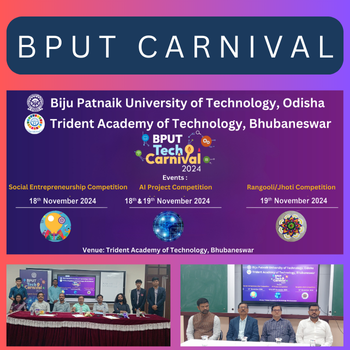 BPUT CARNIVAL
Biju Patnaik University of Technology, Odisha
Trident Academy of Technology, Bhubaneswar
BPUT
Tech
Carnival
2024
Events :
Social Entrepreneurship Competition
AI Project Competition
Rangooli/Jhoti Competition
18th November 2024
18th & 19th November 2024
19th November 2024
Venue: Trident Academy of Technology, Bhubaneswar